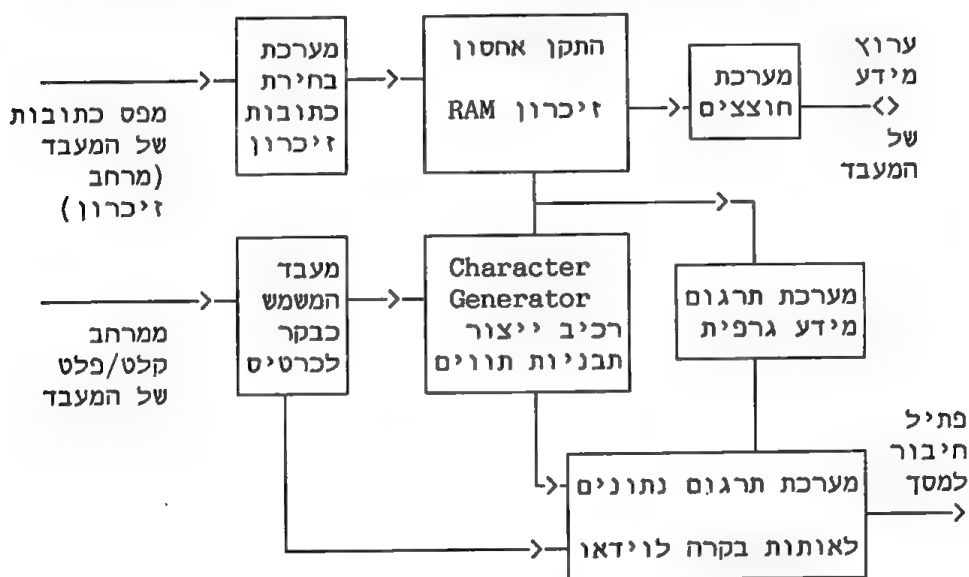 מערכת
בחירת
כתובות
זיכרון
התקן אחסון
זיכרון RAM
מערכת
חוצצים
ערוץ
מידע
<>
של
המעבד
מפס כתובות
של המעבד
(מרחב
זיכרון)
מעבד
המשמש
כבקר
לכרטיס
Character
Generator
רכיב ייצור
תבניות תווים
מערכת תרגום
מידע גרפית
ממרחב
קלט/פלט
של המעבד
פתיל
חיבור
למסך
מערכת תרגום נתונים
לאותות בקרה לוידאו